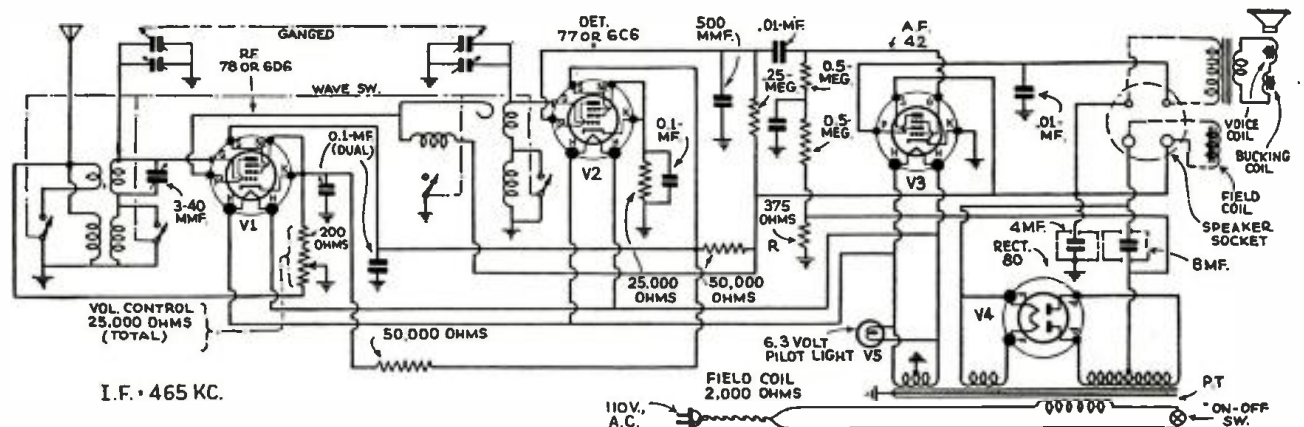 GANGED
R.F.
78 OR 6D6
DET.
77 OR 6C6
500
MMF.
.01-MF.
A.F.
42
WAVE SW.
0.1-MF.
(DUAL)
.25-
MEG.
0.5-
MEG.
0.5-
MEG.
0.1-
MF.
.01-
MF.
VOICE
COIL
BUCKING
COIL
FIELD
COIL
SPEAKER
SOCKET
3-40
MMF.
V1
V2
V3
200
OHMS
375
OHMS
R
4MF.
RECT.
80
8MF.
25,000
OHMS
50,000
OHMS
VOL. CONTROL
25,000 OHMS
(TOTAL)
50,000 OHMS
6.3 VOLT
PILOT LIGHT
V5
V4
I.F. = 465 KC.
FIELD COIL
2,000 OHMS
P.T
110V.,
A.C.
"ON-OFF
SW.